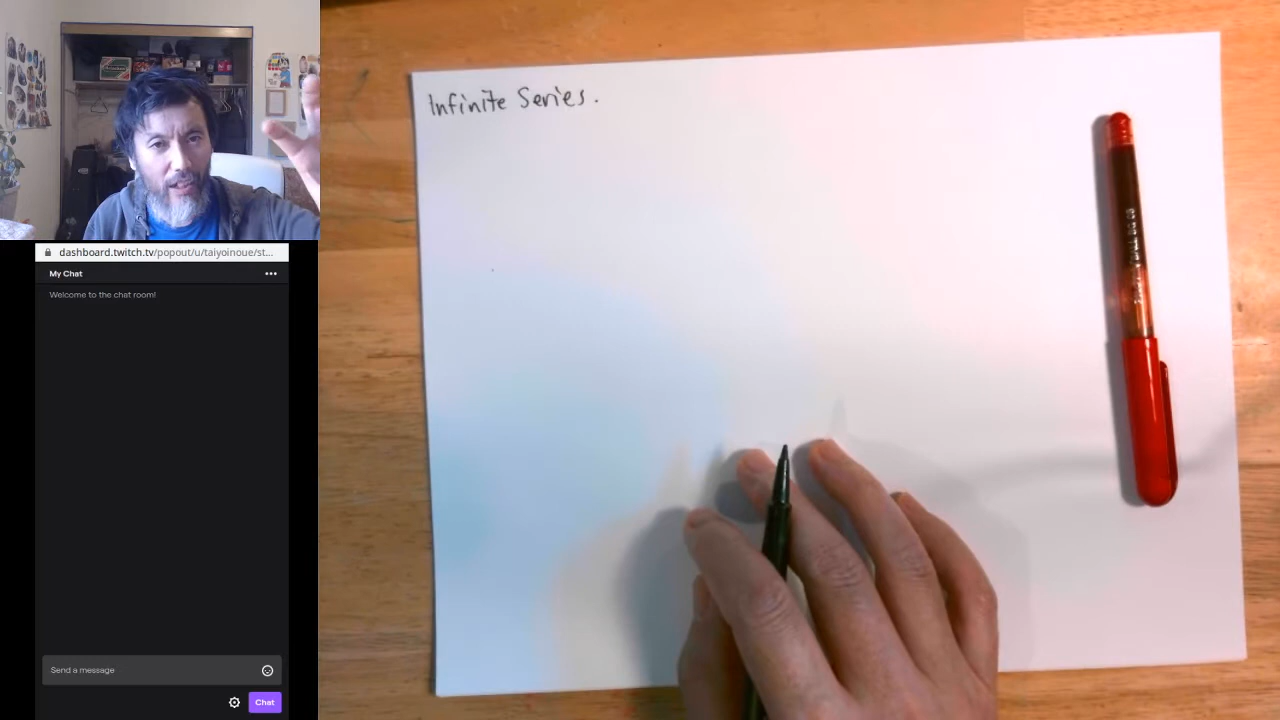 Infinite Series.
dashboard.twitch.tv/popout/u/taiyoinoue/st...
My Chat
Welcome to the chat room!
Send a message
Chat